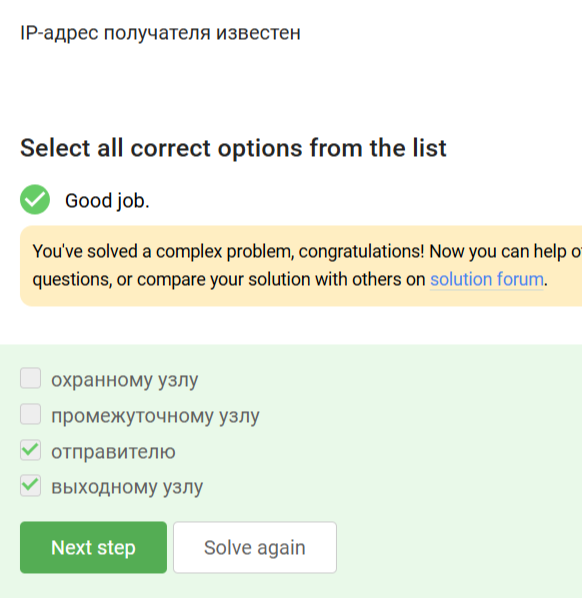 IP-адрес получателя известен
Select all correct options from the list
Good job.
You've solved a complex problem, congratulations! Now you can help o
questions, or compare your solution with others on solution forum.
охранному узлу
промежуточному узлу
отправителю
выходному узлу
Next step
Solve again